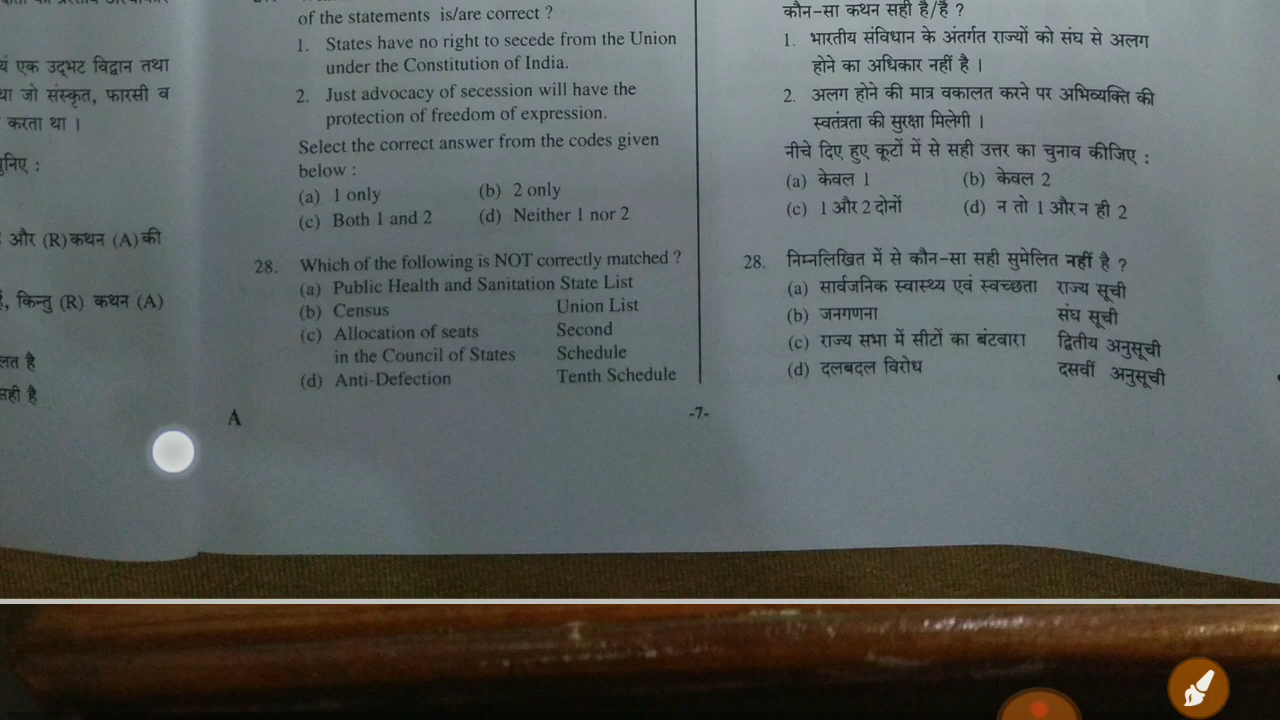 यं एक उद्भट विद्वान तथा
था जो संस्कृत, फारसी व
करता था ।
चुनिए :
और (R) कथन (A) की
किन्तु (R) कथन (A)
सही है
of the statements is/are correct ?
1. States have no right to secede from the Union
under the Constitution of India.
2. Just advocacy of secession will have the
protection of freedom of expression.
Select the correct answer from the codes given
below :
(a) 1 only (b) 2 only
(c) Both 1 and 2 (d) Neither 1 nor 2
28. Which of the following is NOT correctly matched ?
(a) Public Health and Sanitation State List
(b) Census Union List
(c) Allocation of seats Second
in the Council of States Schedule
(d) Anti-Defection Tenth Schedule
कौन-सा कथन सही है/है ?
1. भारतीय संविधान के अंतर्गत राज्यों को संघ से अलग
होने का अधिकार नहीं है ।
2. अलग होने की मात्र वकालत करने पर अभिव्यक्ति की
स्वतंत्रता की सुरक्षा मिलेगी ।
नीचे दिए हुए कूटों में से सही उत्तर का चुनाव कीजिए :
(a) केवल 1 (b) केवल 2
(c) 1 और 2 दोनों (d) न तो 1 और न ही 2
28. निम्नलिखित में से कौन-सा सही सुमेलित नहीं है ?
(a) सार्वजनिक स्वास्थ्य एवं स्वच्छता राज्य सूची
(b) जनगणना संघ सूची
(c) राज्य सभा में सीटों का बंटवारा द्वितीय अनुसूची
(d) दलबदल विरोध दसवीं अनुसूची
A -7-